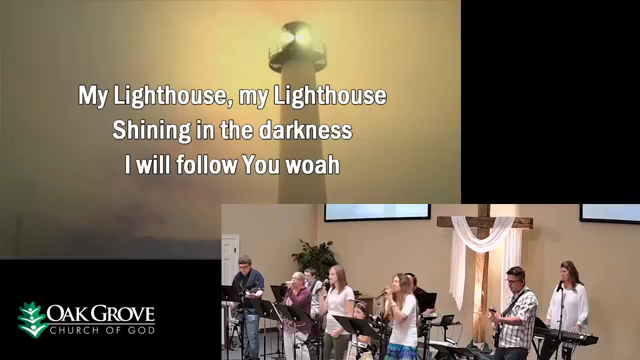 My Lighthouse, my Lighthouse
Shining in the darkness
I will follow You woah
OAK GROVE
CHURCH OF GOD